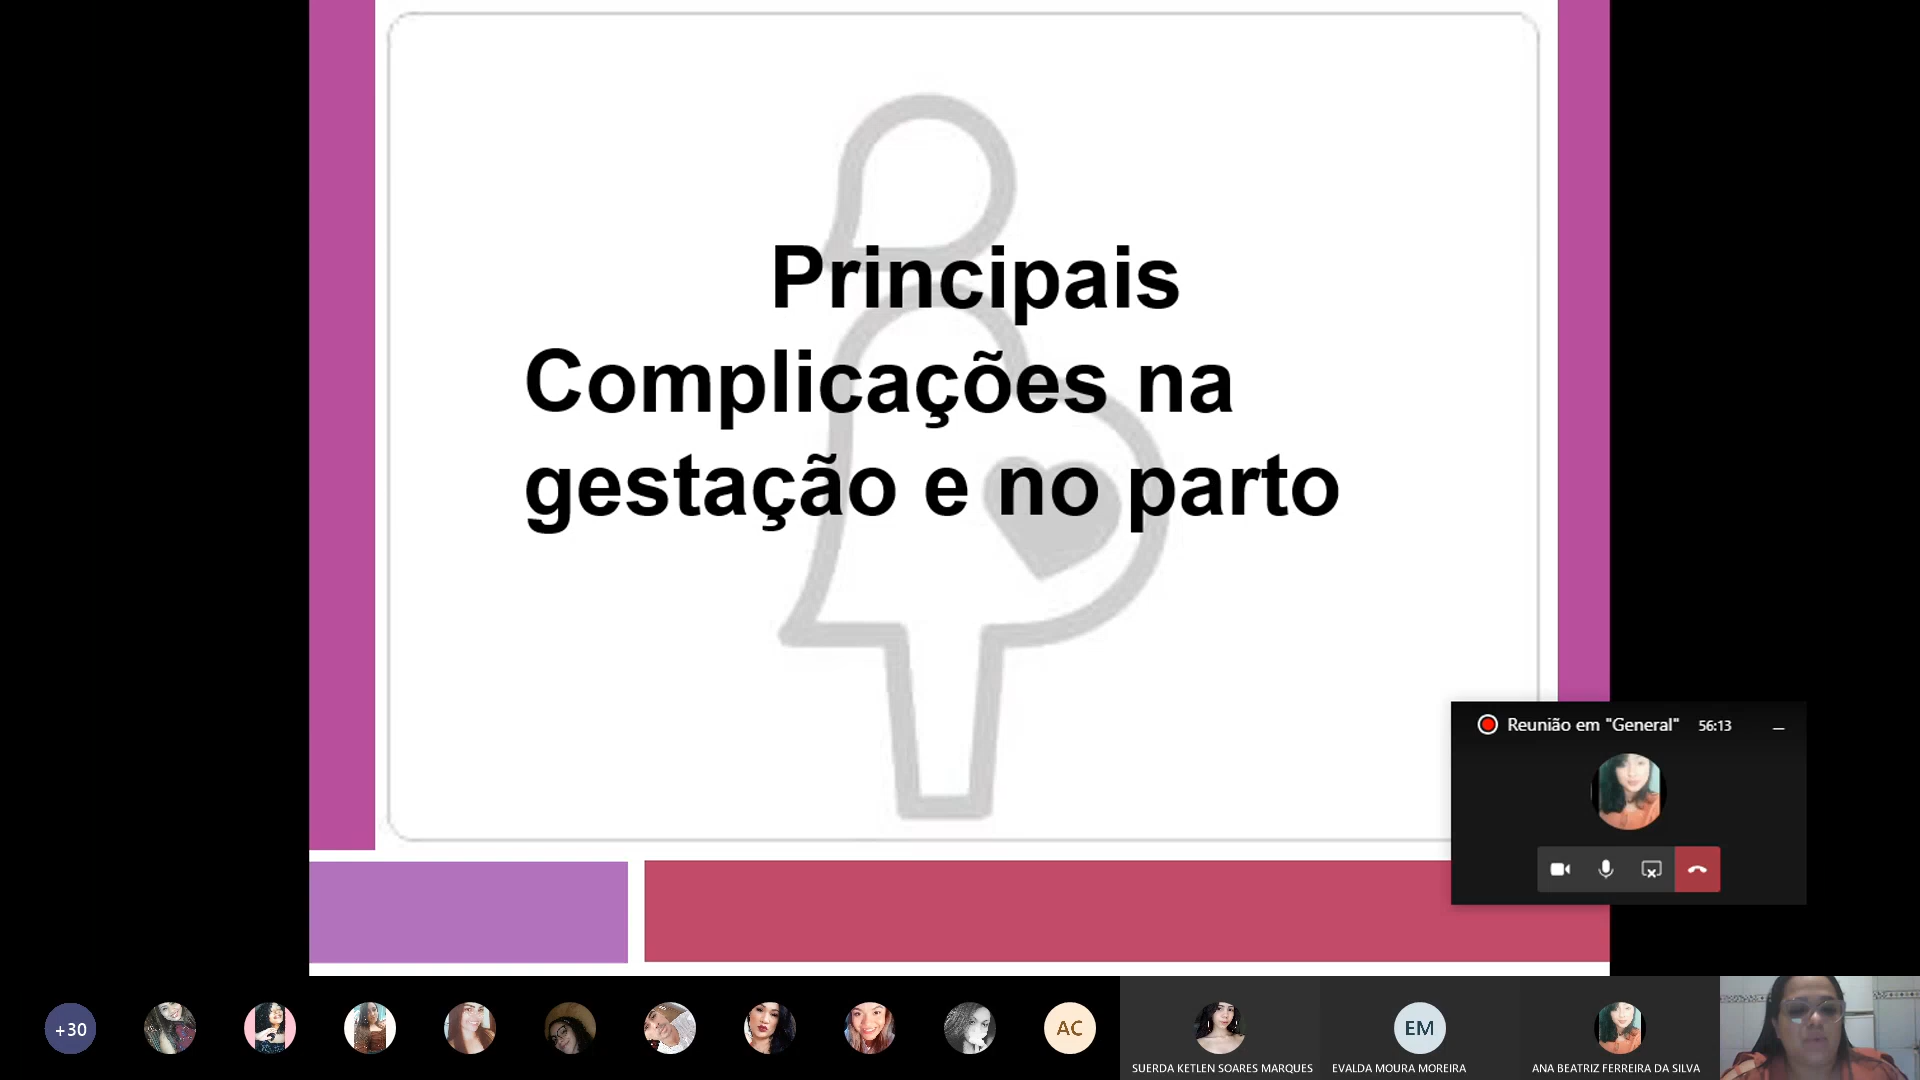 Principais
Complicações na
gestação e no parto
Reunião em "General" 56:13
+30
AC
EM
SUERDA KETLEN SOARES MARQUES
EVALDA MOURA MOREIRA
ANA BEATRIZ FERREIRA DA SILVA